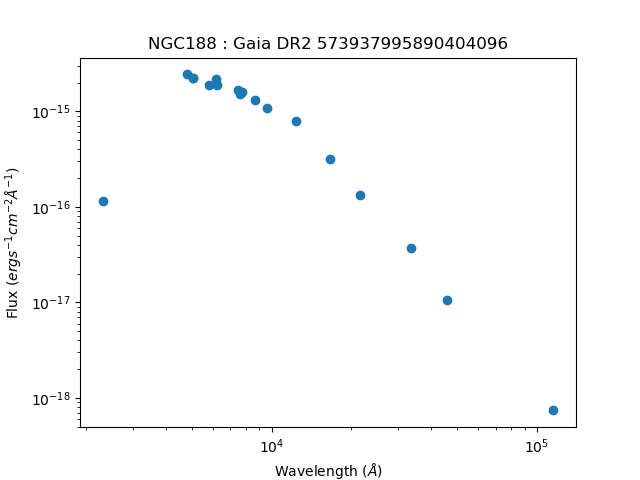 NGC188 : Gaia DR2 573937995890404096
10⁻¹⁵
10⁻¹⁶
10⁻¹⁷
10⁻¹⁸
Flux (ergs⁻¹cm⁻²Å⁻¹)
10⁴
10⁵
Wavelength (Å)